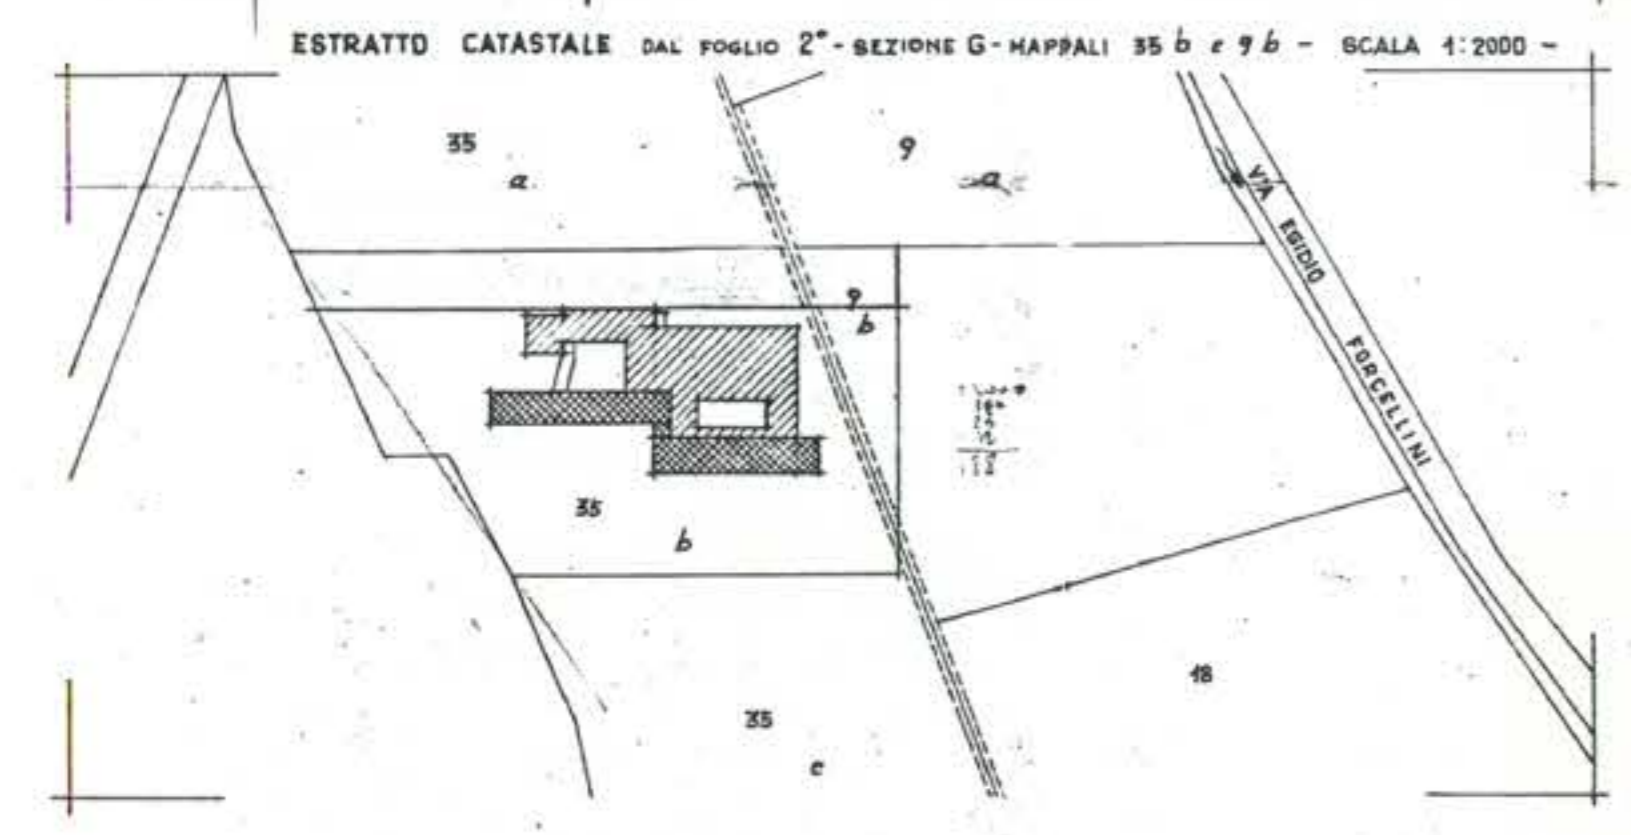 ESTRATTO CATASTALE DAL FOGLIO 2° - SEZIONE G - MAPPALI 35 b e 9 b - SCALA 1:2000 -
35
a
9
a
VIA EGIDIO FORCELLINI
9
b
35
b
18
35
c